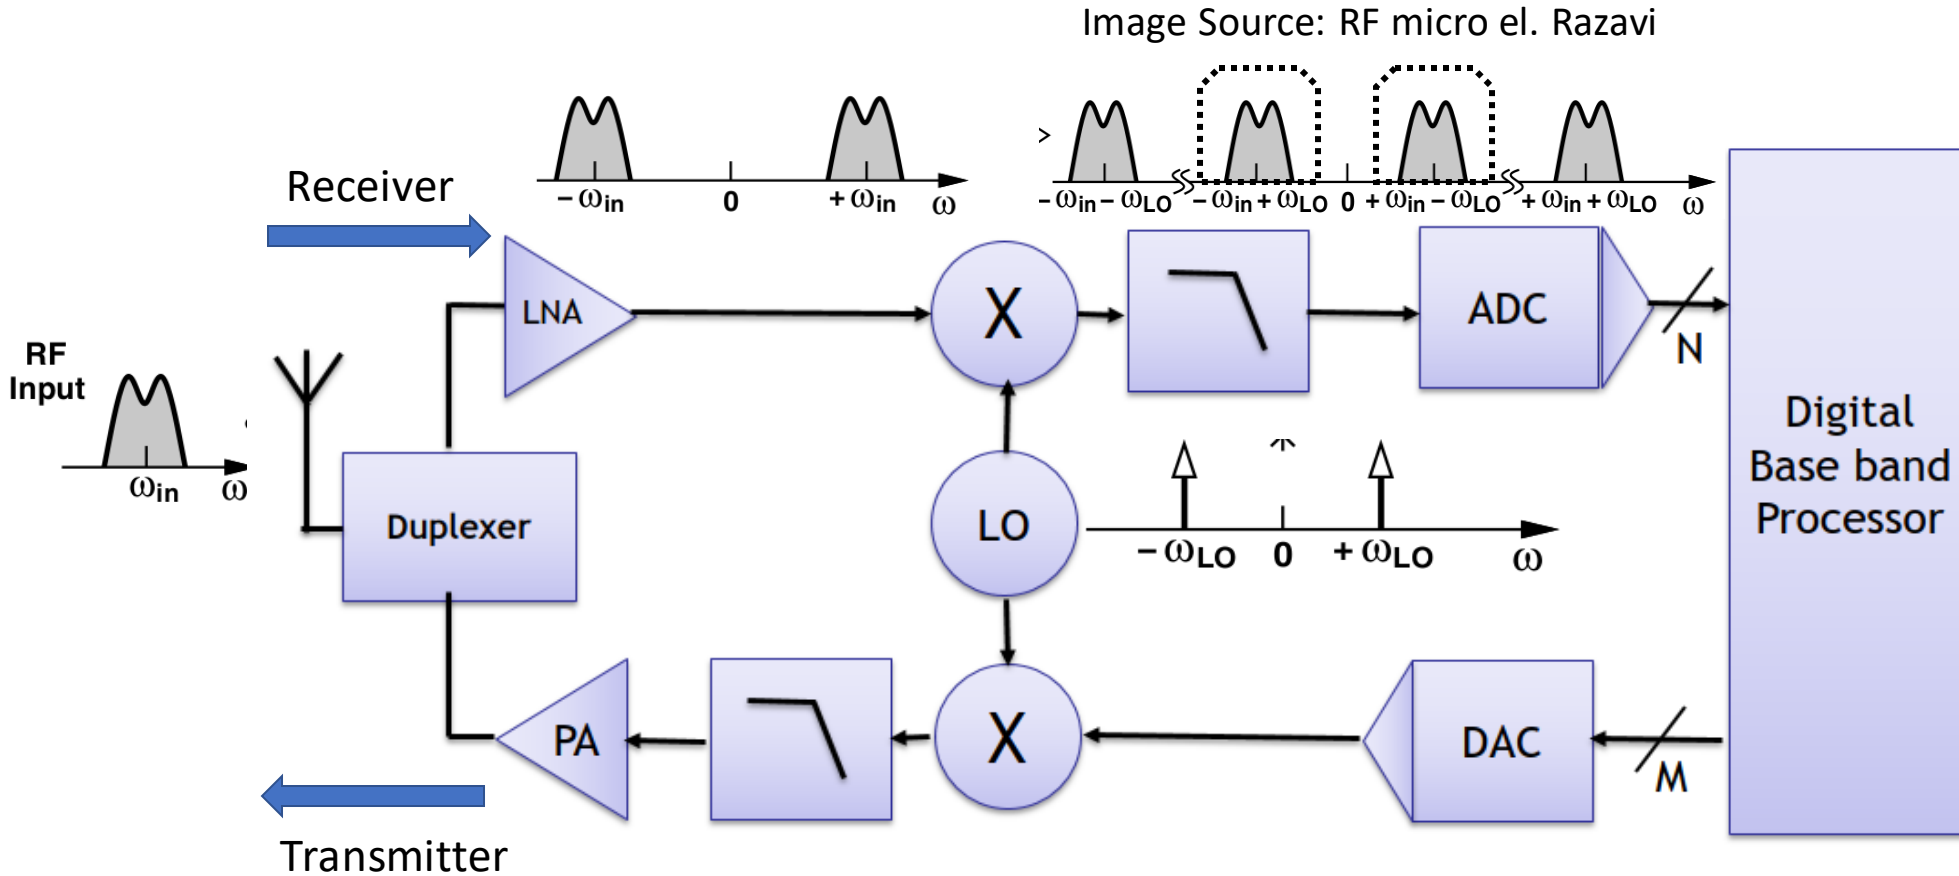 Image Source: RF micro el. Razavi
Receiver
− ωin 0 + ωin ω
− ωin − ωLO − ωin + ωLO 0 + ωin − ωLO + ωin + ωLO ω
LNA
X
ADC
N
RF
Input
ωin ω
Duplexer
LO
− ωLO 0 + ωLO ω
Digital
Base band
Processor
PA
X
DAC
M
Transmitter